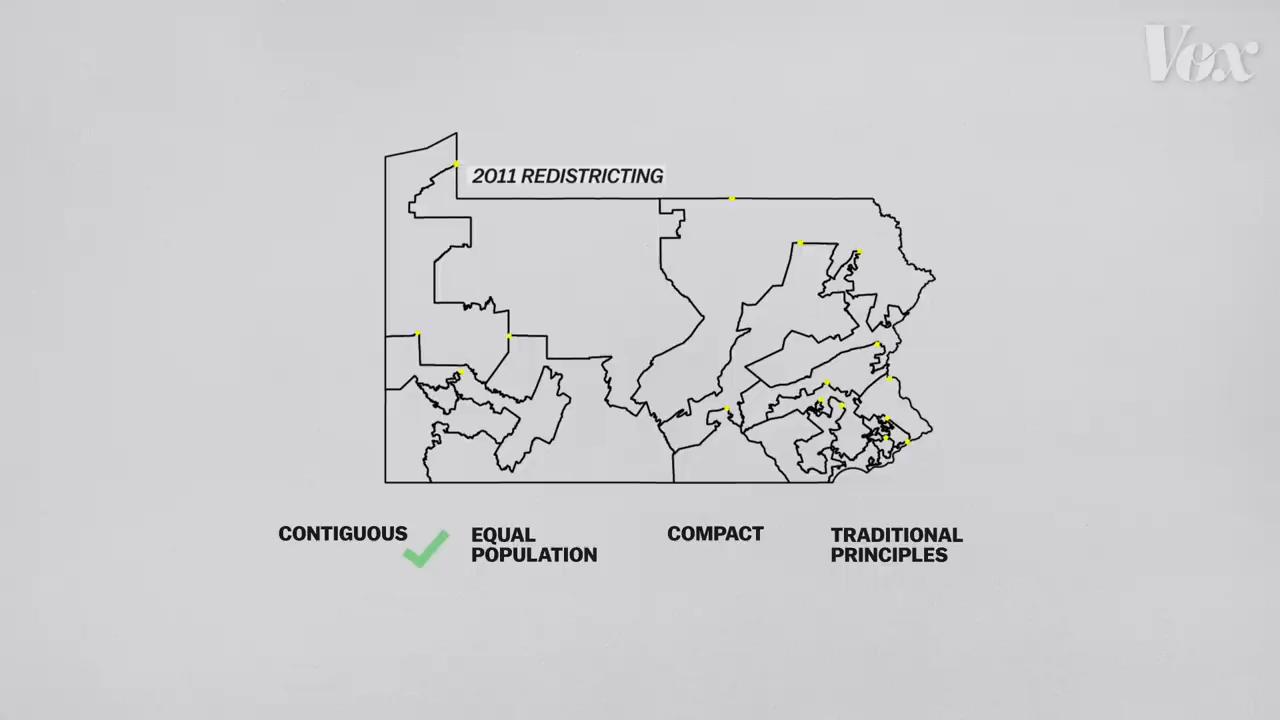 Vox
2011 REDISTRICTING
CONTIGUOUS
EQUAL
POPULATION
COMPACT
TRADITIONAL
PRINCIPLES